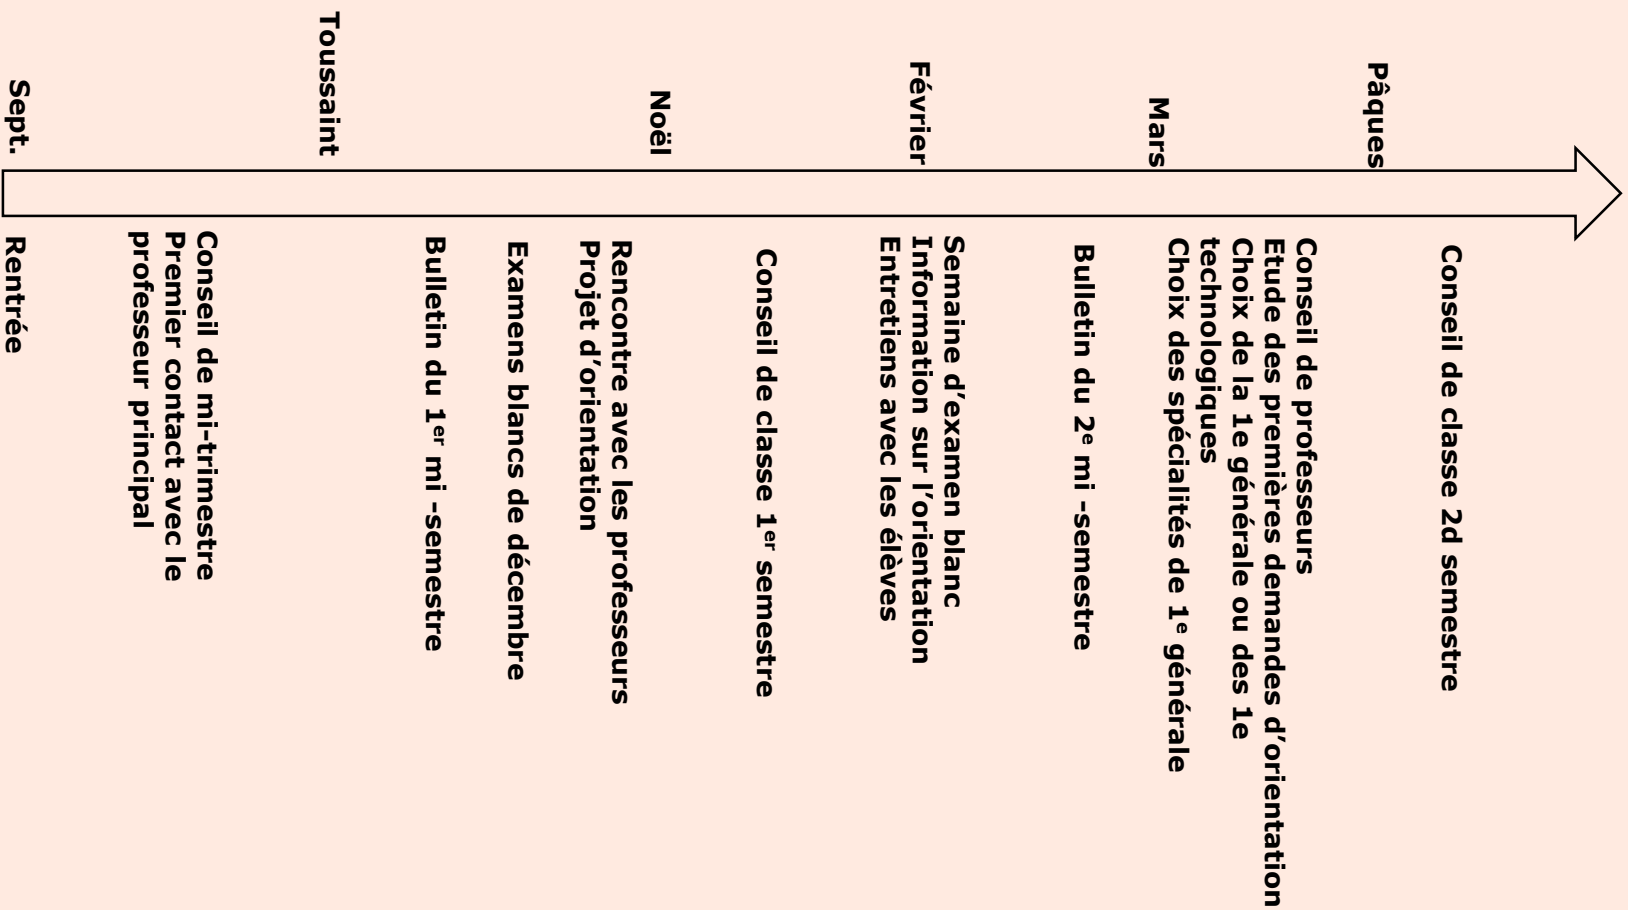 Sept.
Toussaint
Noël
Février
Mars
Pâques
Rentrée
Conseil de mi-trimestre
Premier contact avec le
professeur principal
Bulletin du 1er mi -semestre
Examens blancs de décembre
Rencontre avec les professeurs
Projet d’orientation
Conseil de classe 1er semestre
Semaine d’examen blanc
Information sur l’orientation
Entretiens avec les élèves
Bulletin du 2e mi -semestre
Conseil de professeurs
Etude des premières demandes d’orientation
Choix de la 1e générale ou des 1e
technologiques
Choix des spécialités de 1e générale
Conseil de classe 2d semestre